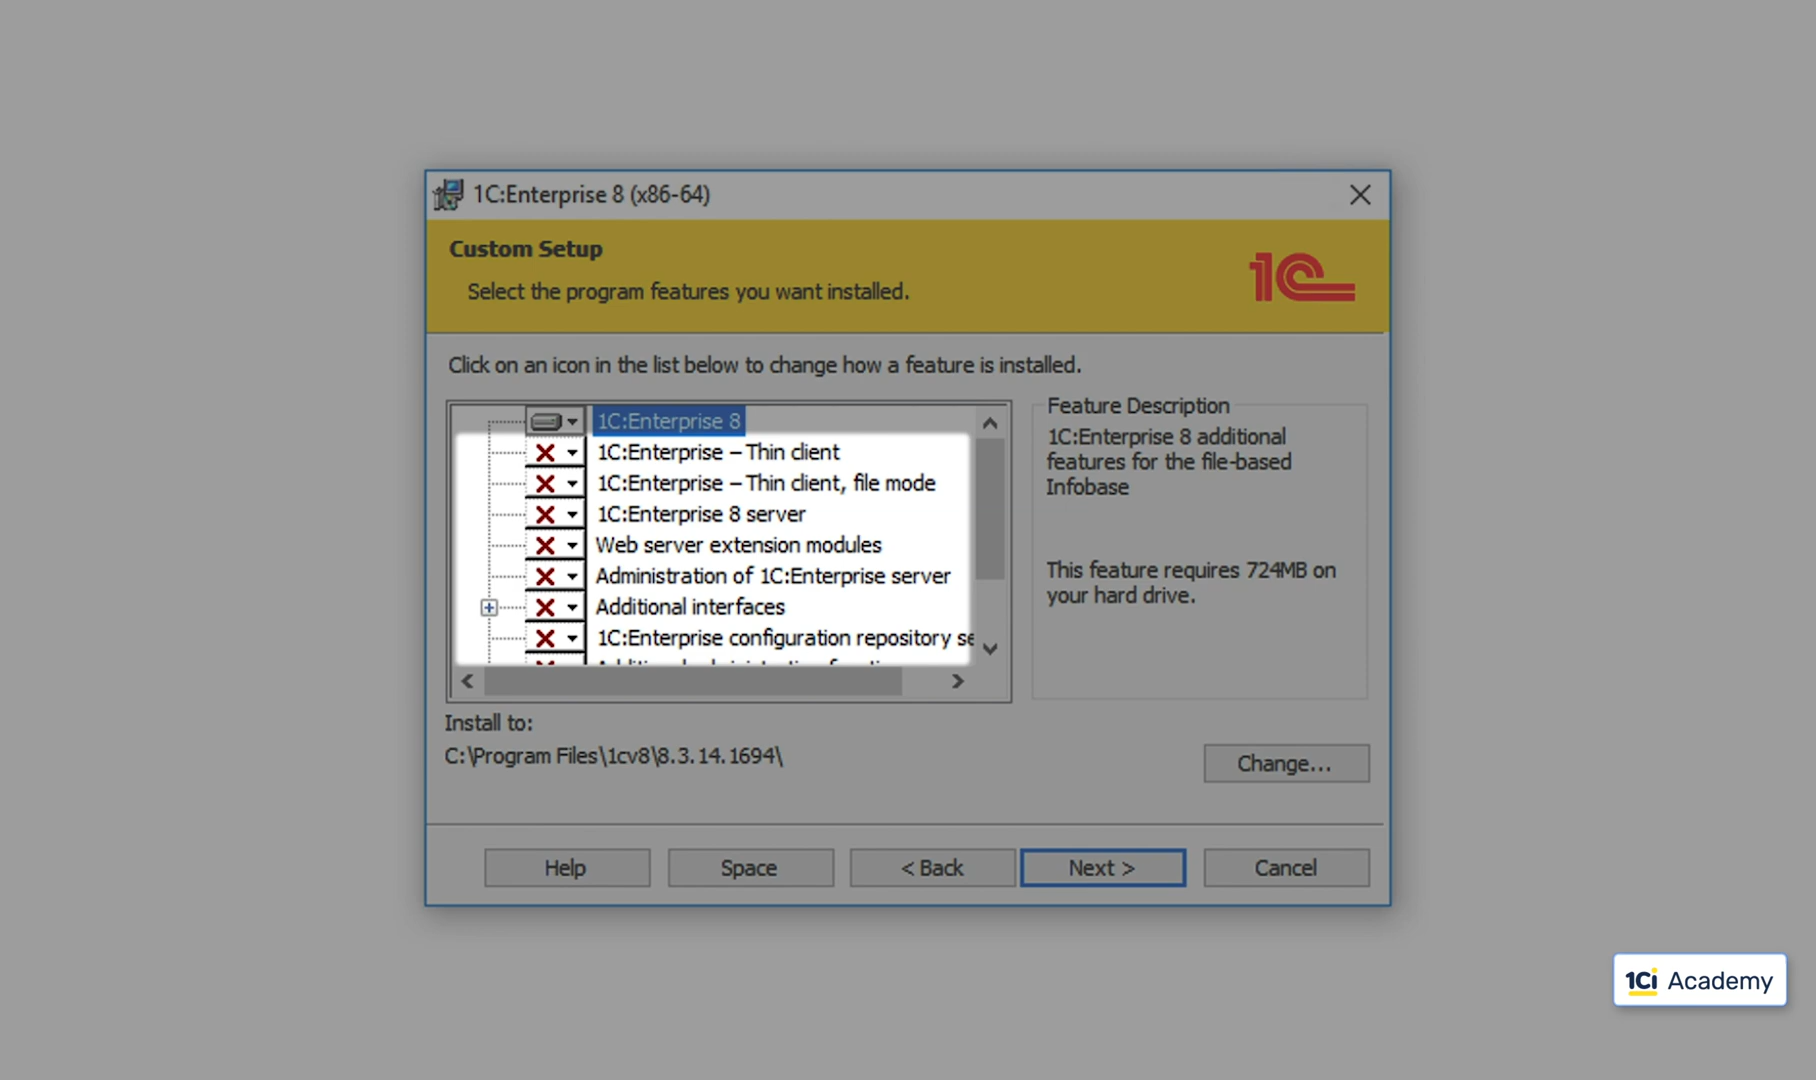 1C:Enterprise 8 (x86-64)
Custom Setup
Select the program features you want installed.
1C
Click on an icon in the list below to change how a feature is installed.
1C:Enterprise 8
1C:Enterprise – Thin client
1C:Enterprise – Thin client, file mode
1C:Enterprise 8 server
Web server extension modules
Administration of 1C:Enterprise server
Additional interfaces
1C:Enterprise configuration repository se
Feature Description
1C:Enterprise 8 additional
features for the file-based
Infobase
This feature requires 724MB on
your hard drive.
Install to:
C:\Program Files\1cv8\8.3.14.1694\
Change...
Help
Space
< Back
Next >
Cancel
1Ci Academy